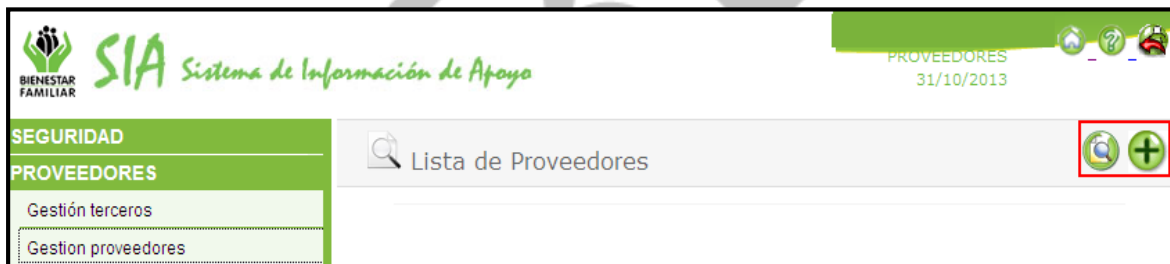 BIENESTAR
FAMILIAR
SIA Sistema de Información de Apoyo
PROVEEDORES
31/10/2013
SEGURIDAD
PROVEEDORES
Gestión terceros
Gestion proveedores
Lista de Proveedores